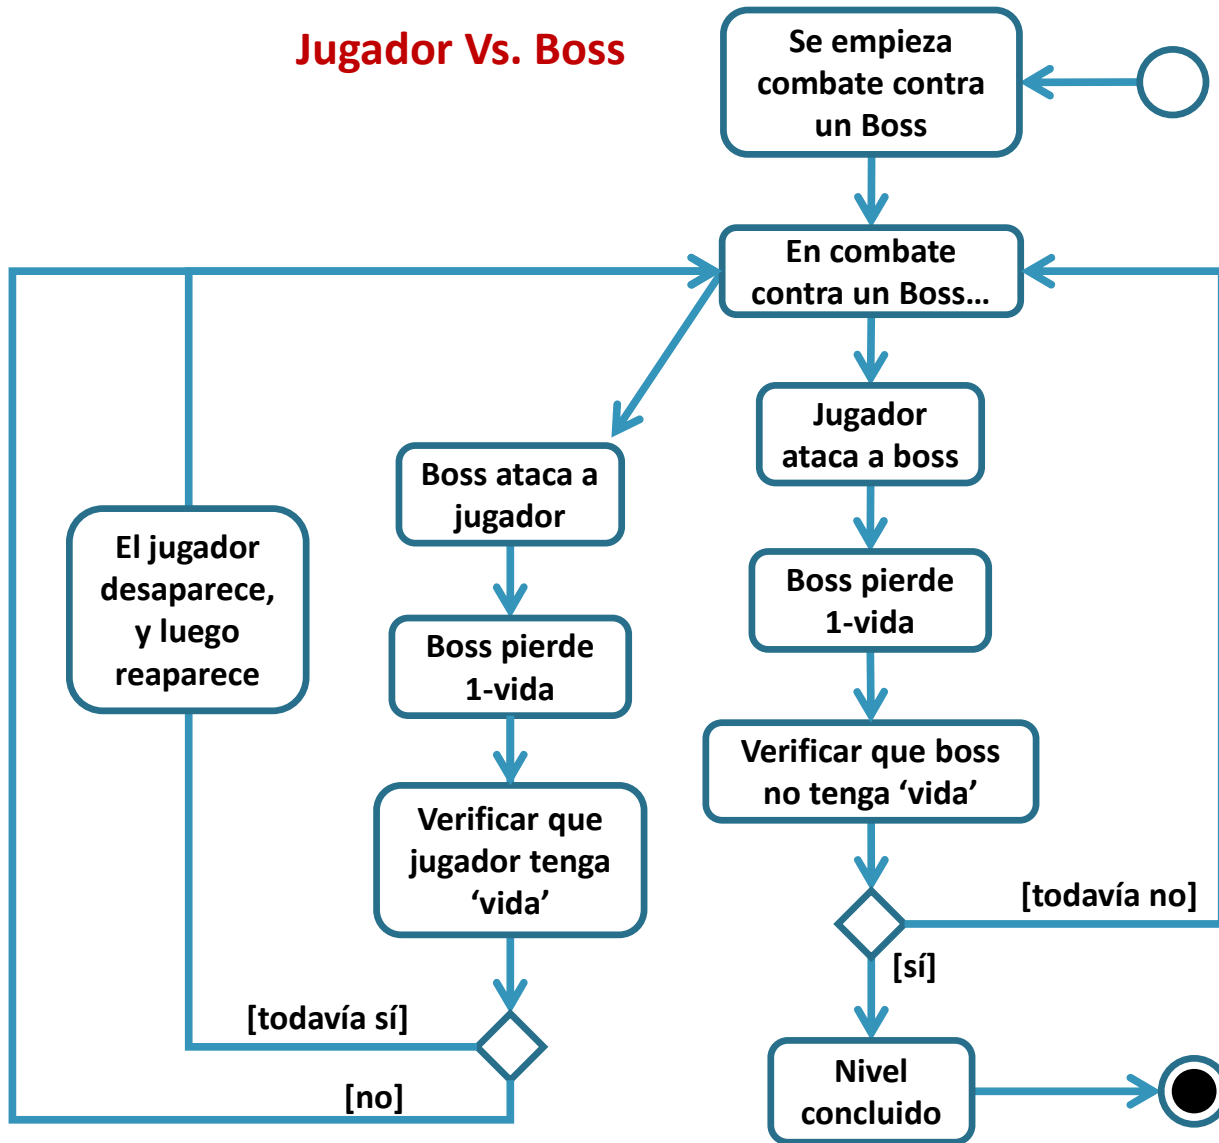 Jugador Vs. Boss
Se empieza
combate contra
un Boss
En combate
contra un Boss...
Jugador
ataca a boss
Boss ataca a
jugador
El jugador
desaparece,
y luego
reaparece
Boss pierde
1-vida
Boss pierde
1-vida
Verificar que boss
no tenga ‘vida’
Verificar que
jugador tenga
‘vida’
[todavía no]
[sí]
[todavía sí]
[no]
Nivel
concluido